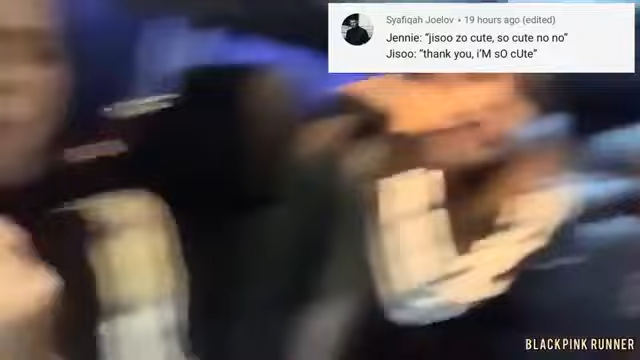 Syafiqah Joelov • 19 hours ago (edited)
Jennie: “jisoo zo cute, so cute no no”
Jisoo: “thank you, i’M sO cUte”
BLACKPINK RUNNER